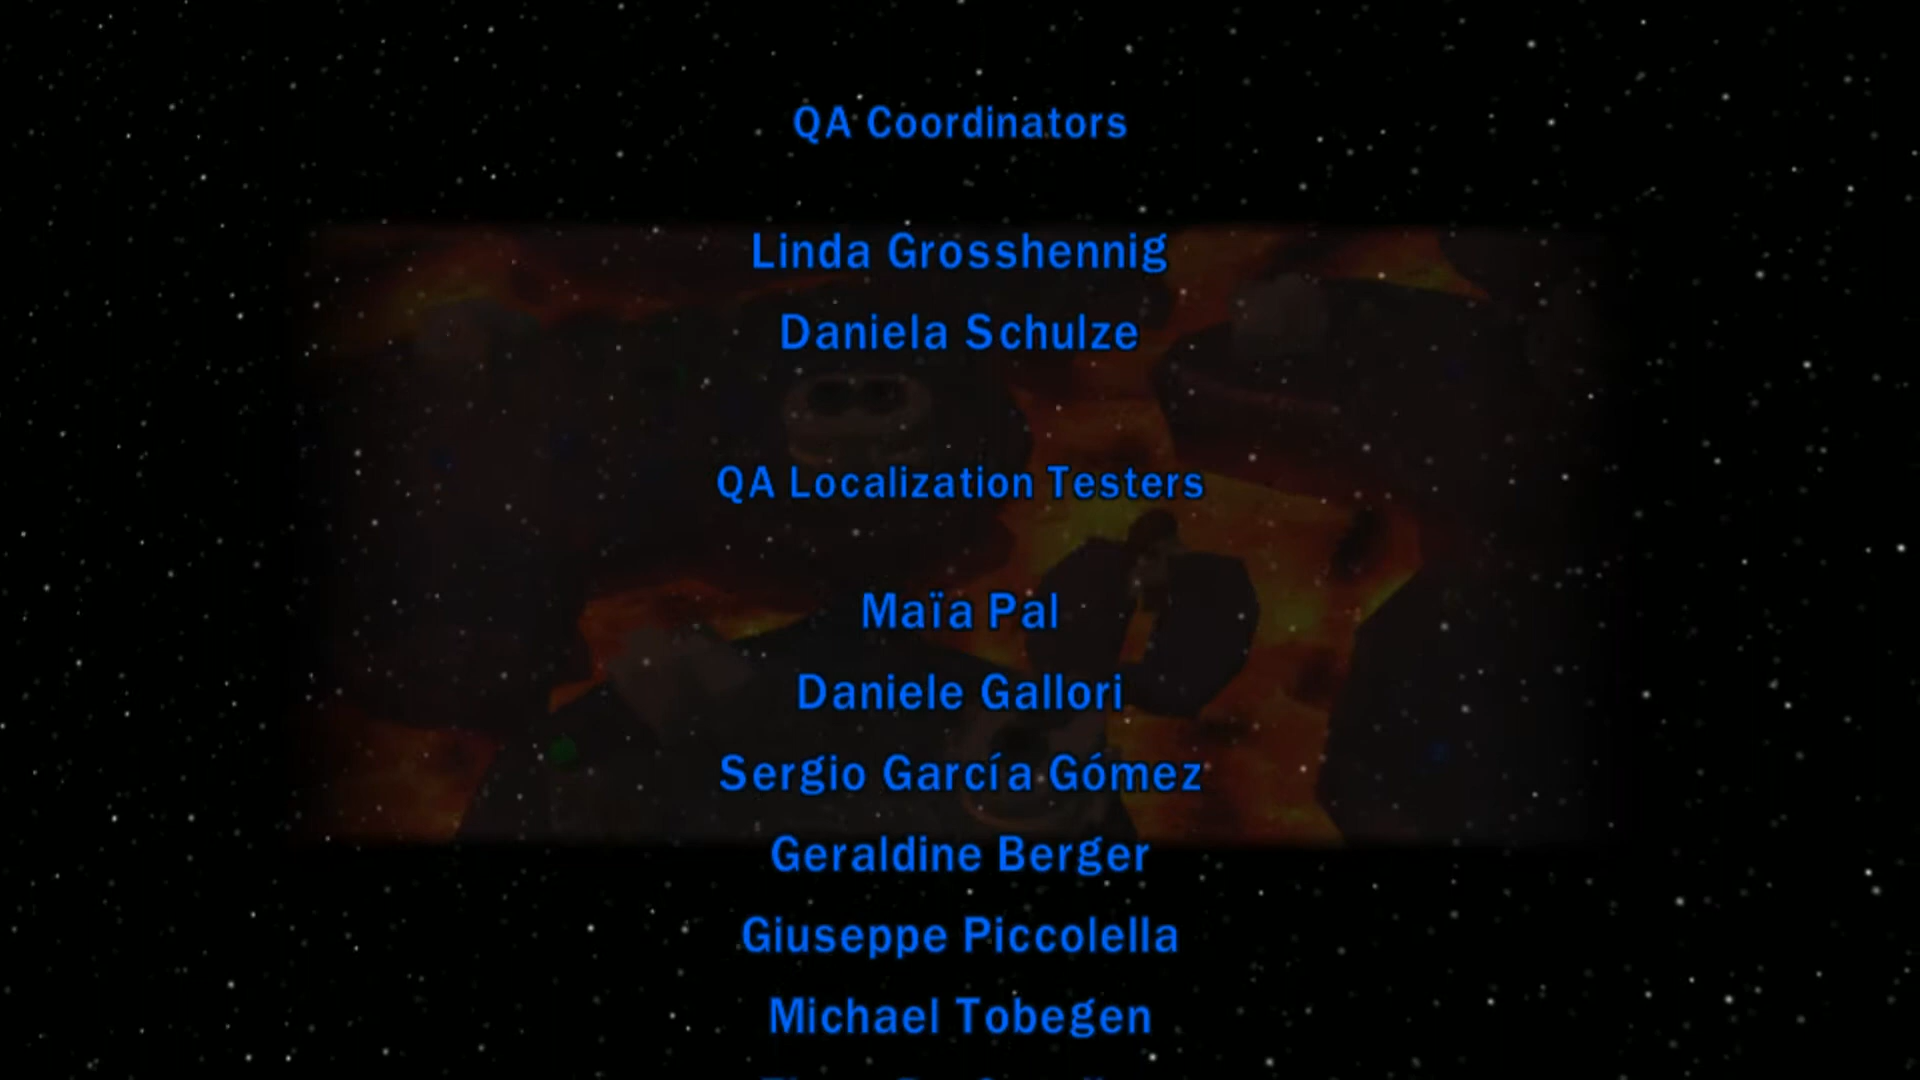 QA Coordinators
Linda Grosshennig
Daniela Schulze
QA Localization Testers
Maïa Pal
Daniele Gallori
Sergio García Gómez
Geraldine Berger
Giuseppe Piccolella
Michael Tobegen